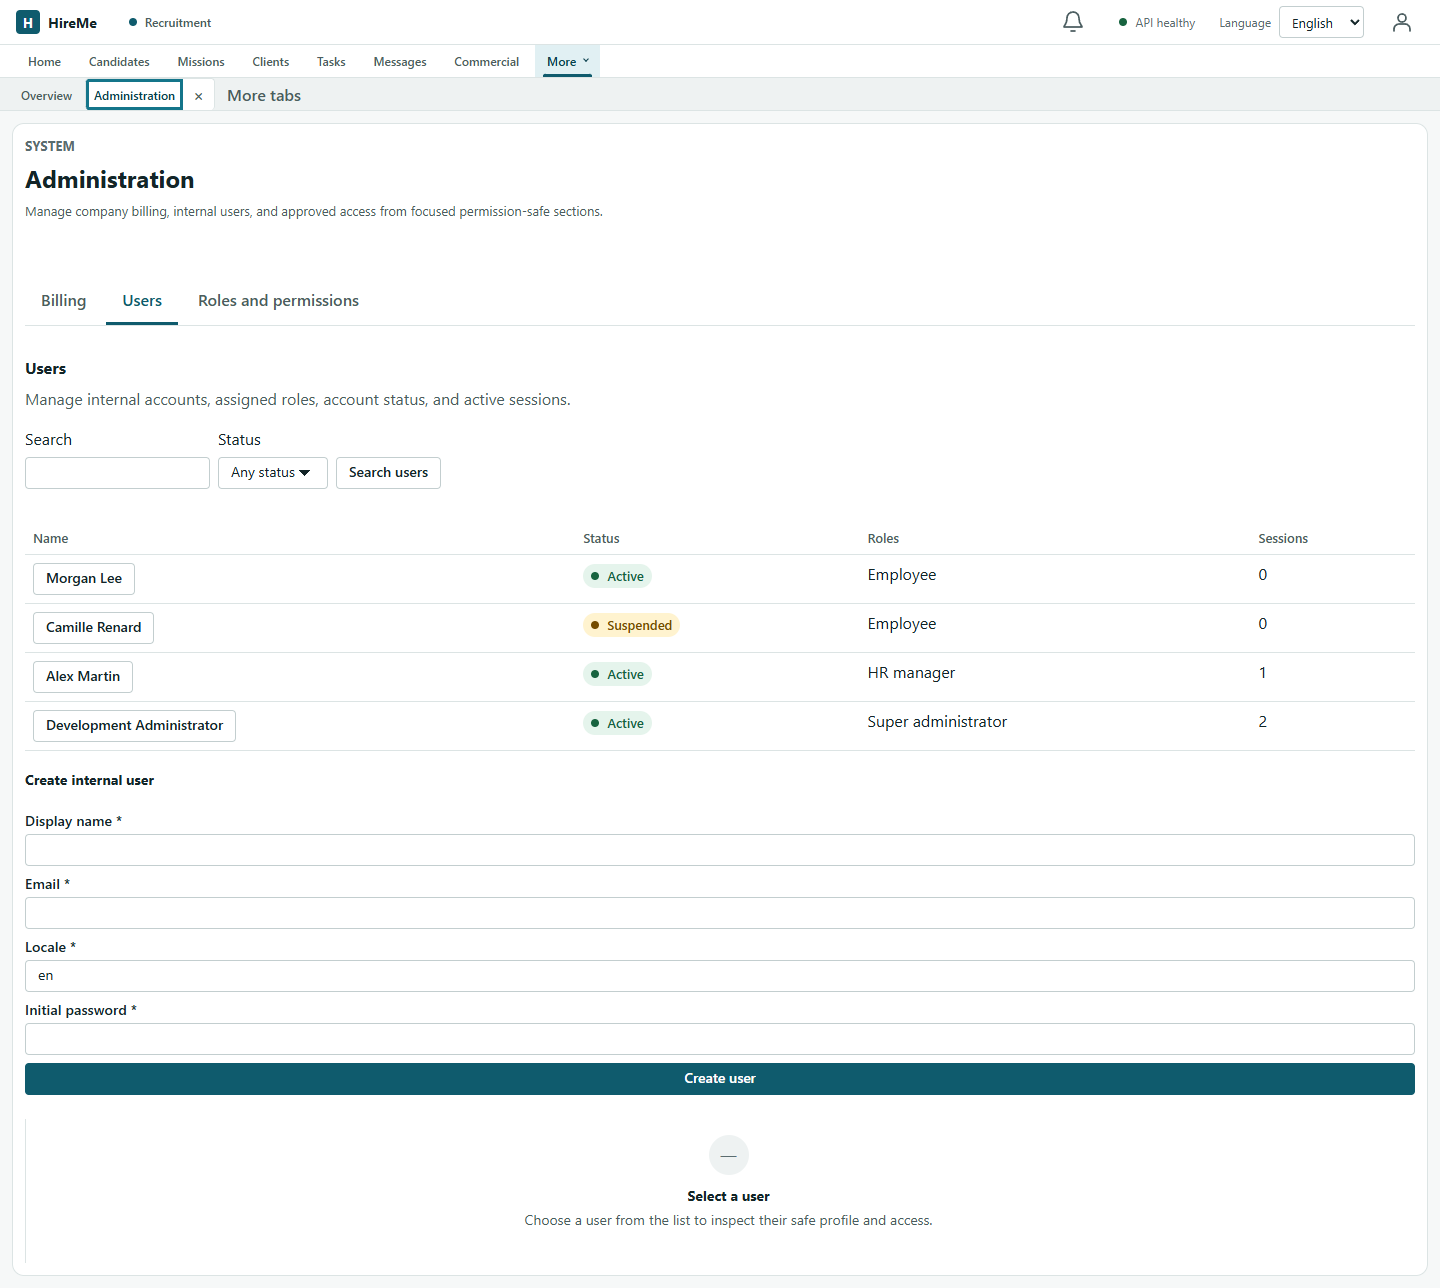 H HireMe Recruitment API healthy Language English
Home Candidates Missions Clients Tasks Messages Commercial More
Overview Administration × More tabs
SYSTEM
Administration
Manage company billing, internal users, and approved access from focused permission-safe sections.
Billing Users Roles and permissions
Users
Manage internal accounts, assigned roles, account status, and active sessions.
Search Status
Any status Search users
Name Status Roles Sessions
Morgan Lee Active Employee 0
Camille Renard Suspended Employee 0
Alex Martin Active HR manager 1
Development Administrator Active Super administrator 2
Create internal user
Display name *
Email *
Locale *
en
Initial password *
Create user
—
Select a user
Choose a user from the list to inspect their safe profile and access.